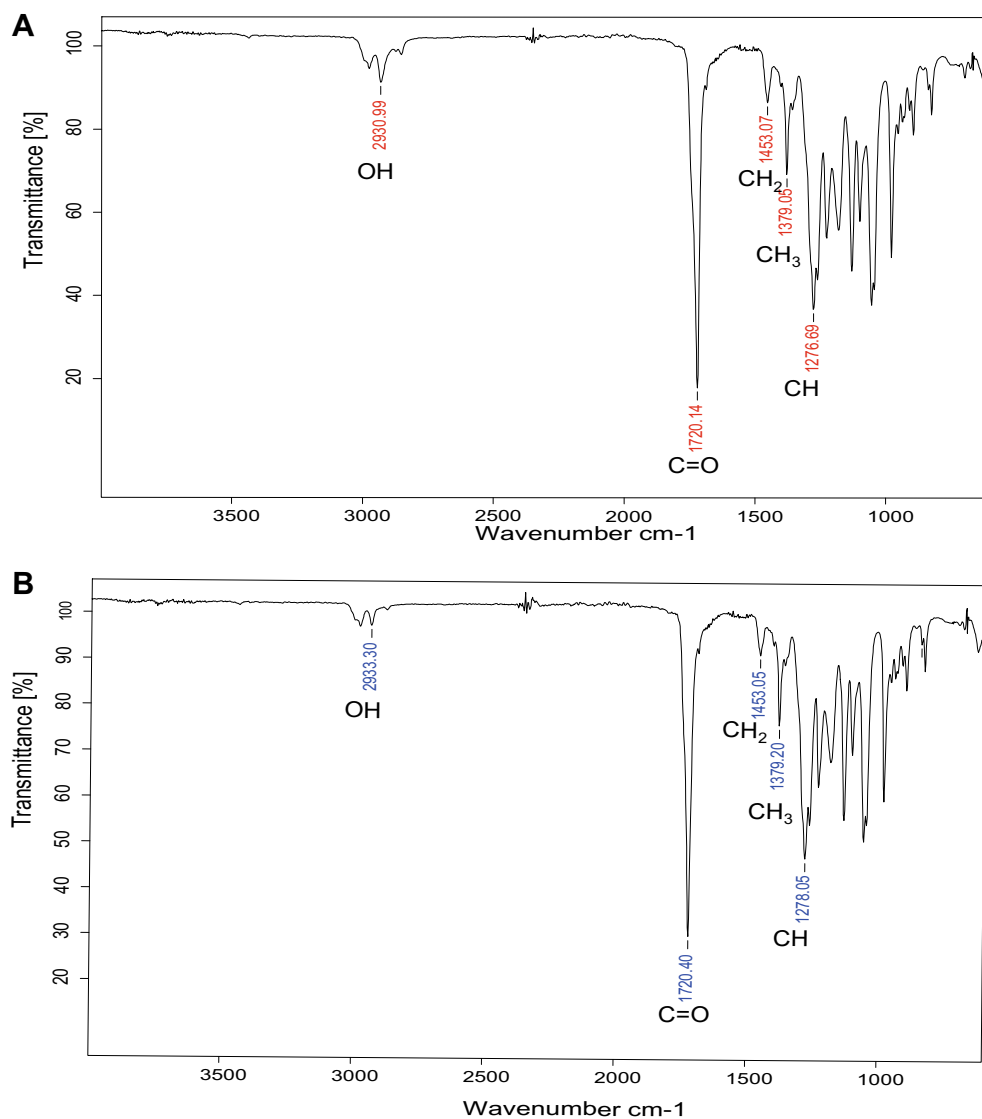 A
Transmittance [%]
100
80
60
40
20
2930.99
OH
1720.14
C=O
1453.07
CH₂
1379.05
CH₃
1276.69
CH
3500
3000
2500
2000
1500
1000
Wavenumber cm-1
B
Transmittance [%]
100
90
80
70
60
50
40
30
20
2933.30
OH
1720.40
C=O
1453.05
CH₂
1379.20
CH₃
1278.05
CH
3500
3000
2500
2000
1500
1000
Wavenumber cm-1